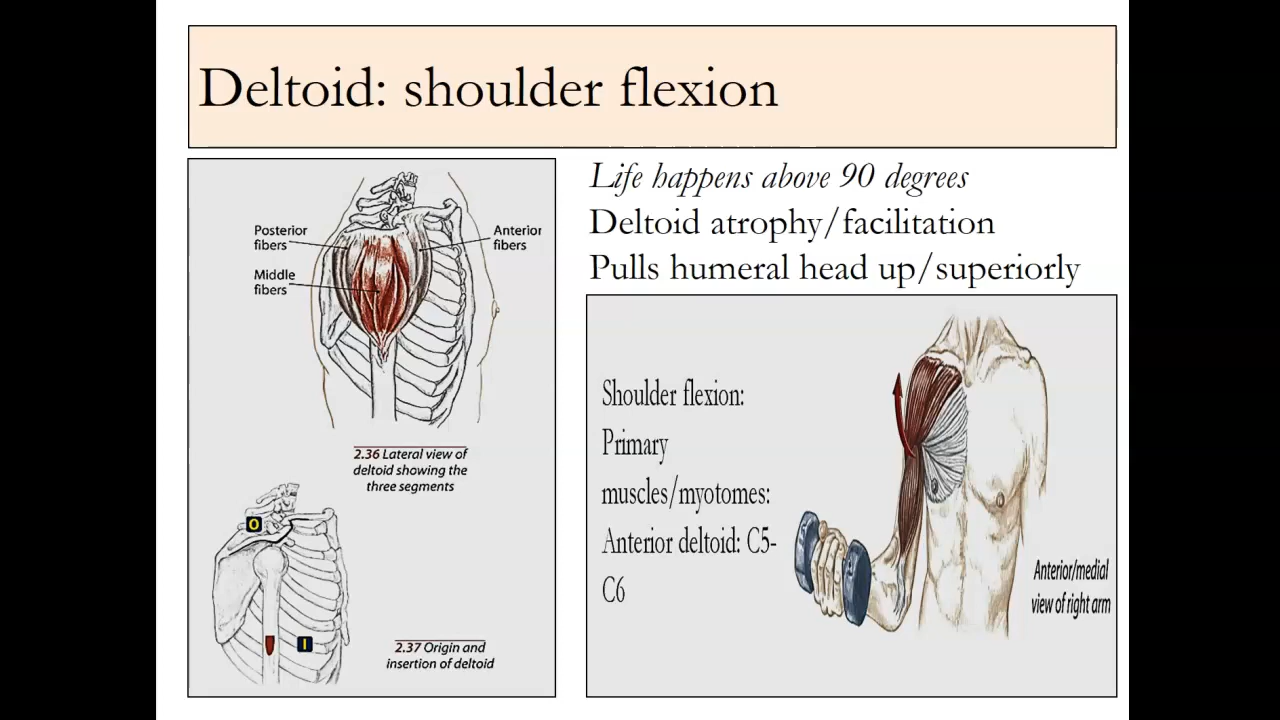 Deltoid: shoulder flexion
Life happens above 90 degrees
Deltoid atrophy/facilitation
Pulls humeral head up/superiorly
Posterior
fibers
Anterior
fibers
Middle
fibers
2.36 Lateral view of
deltoid showing the
three segments
O
I
2.37 Origin and
insertion of deltoid
Shoulder flexion:
Primary
muscles/myotomes:
Anterior deltoid: C5-
C6
Anterior/medial
view of right arm